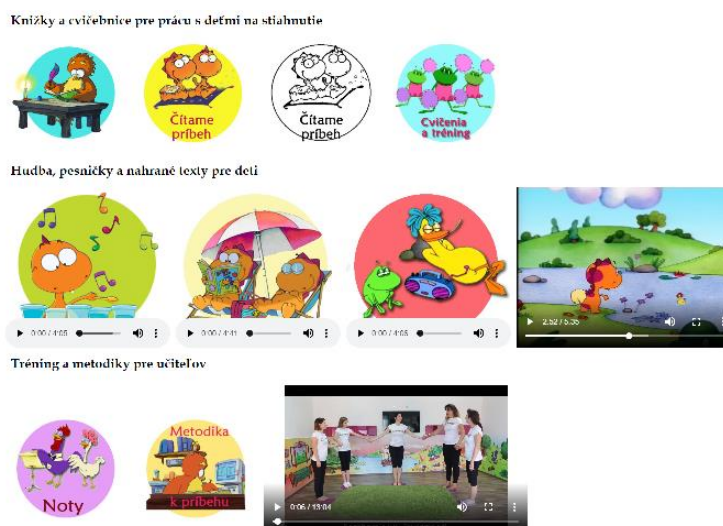 Knižky a cvičebnice pre prácu s deťmi na stiahnutie
Čítame
príbeh
Čítame
príbeh
Cvičenia
a tréning
Hudba, pesničky a nahrané texty pre deti
0:00 / 4:05
0:00 / 4:41
0:00 / 4:05
2:52 / 5:35
Tréning a metodiky pre učiteľov
Noty
Metodika
k príbehu
0:06 / 13:04